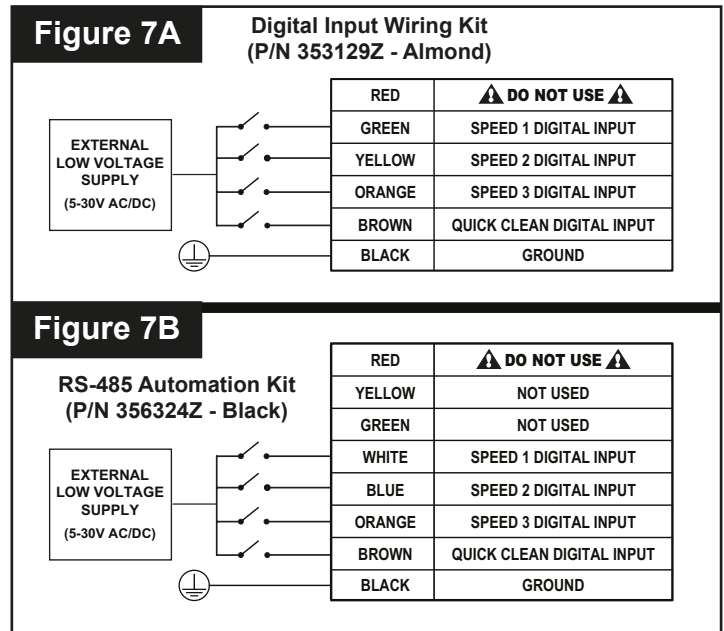 Figure 7A
Digital Input Wiring Kit
(P/N 353129Z - Almond)
EXTERNAL
LOW VOLTAGE
SUPPLY
(5-30V AC/DC)
RED DO NOT USE
GREEN SPEED 1 DIGITAL INPUT
YELLOW SPEED 2 DIGITAL INPUT
ORANGE SPEED 3 DIGITAL INPUT
BROWN QUICK CLEAN DIGITAL INPUT
BLACK GROUND
Figure 7B
RS-485 Automation Kit
(P/N 356324Z - Black)
EXTERNAL
LOW VOLTAGE
SUPPLY
(5-30V AC/DC)
RED DO NOT USE
YELLOW NOT USED
GREEN NOT USED
WHITE SPEED 1 DIGITAL INPUT
BLUE SPEED 2 DIGITAL INPUT
ORANGE SPEED 3 DIGITAL INPUT
BROWN QUICK CLEAN DIGITAL INPUT
BLACK GROUND